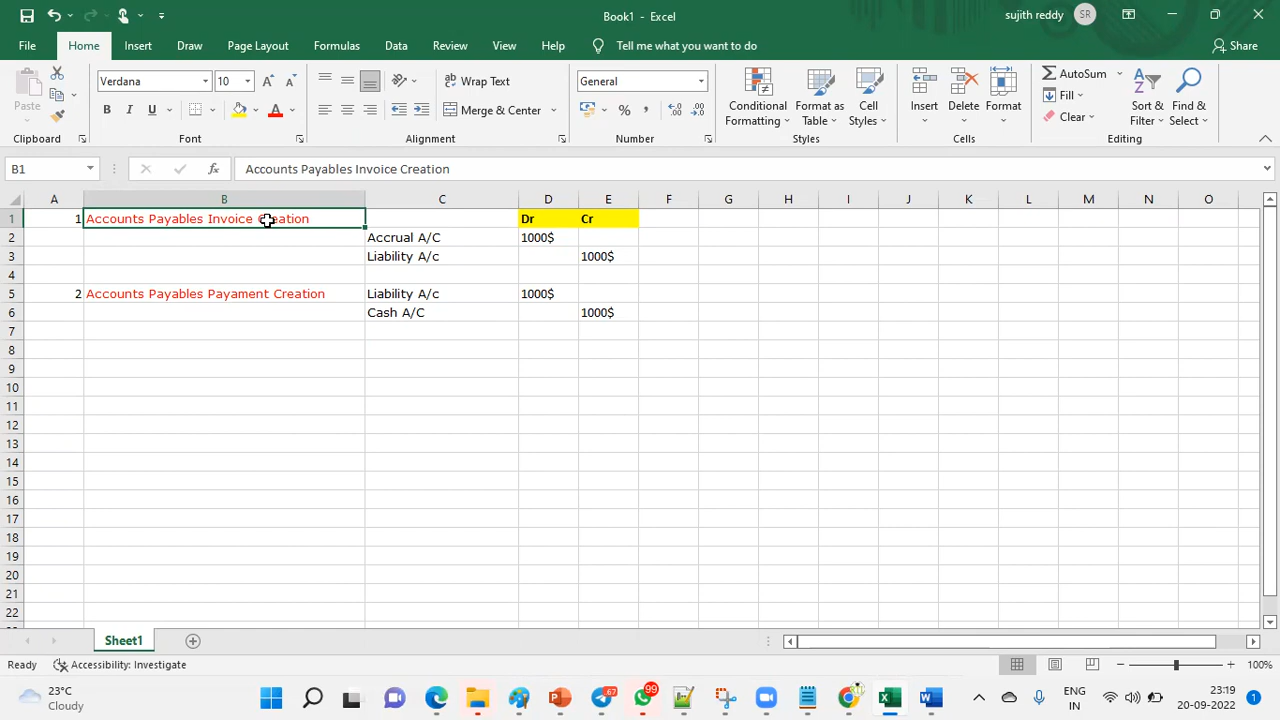 Book1 - Excel
sujith reddy
SR
File
Home
Insert
Draw
Page Layout
Formulas
Data
Review
View
Help
Tell me what you want to do
Share
Paste
Clipboard
Verdana
10
B I U
Font
Wrap Text
Merge & Center
Alignment
General
Number
Conditional
Formatting
Format as
Table
Cell
Styles
Styles
Insert
Delete
Format
Cells
AutoSum
Fill
Clear
Sort &
Filter
Find &
Select
Editing
B1
fx
Accounts Payables Invoice Creation
A B C D E F G H I J K L M N O
1 1 Accounts Payables Invoice Creation Dr Cr
2 Accrual A/C 1000$
3 Liability A/c 1000$
4
5 2 Accounts Payables Payament Creation Liability A/c 1000$
6 Cash A/C 1000$
7
8
9
10
11
12
13
14
15
16
17
18
19
20
21
22
Sheet1
Ready
Accessibility: Investigate
100%
23°C
Cloudy
67
99
ENG
IN
23:19
20-09-2022
1